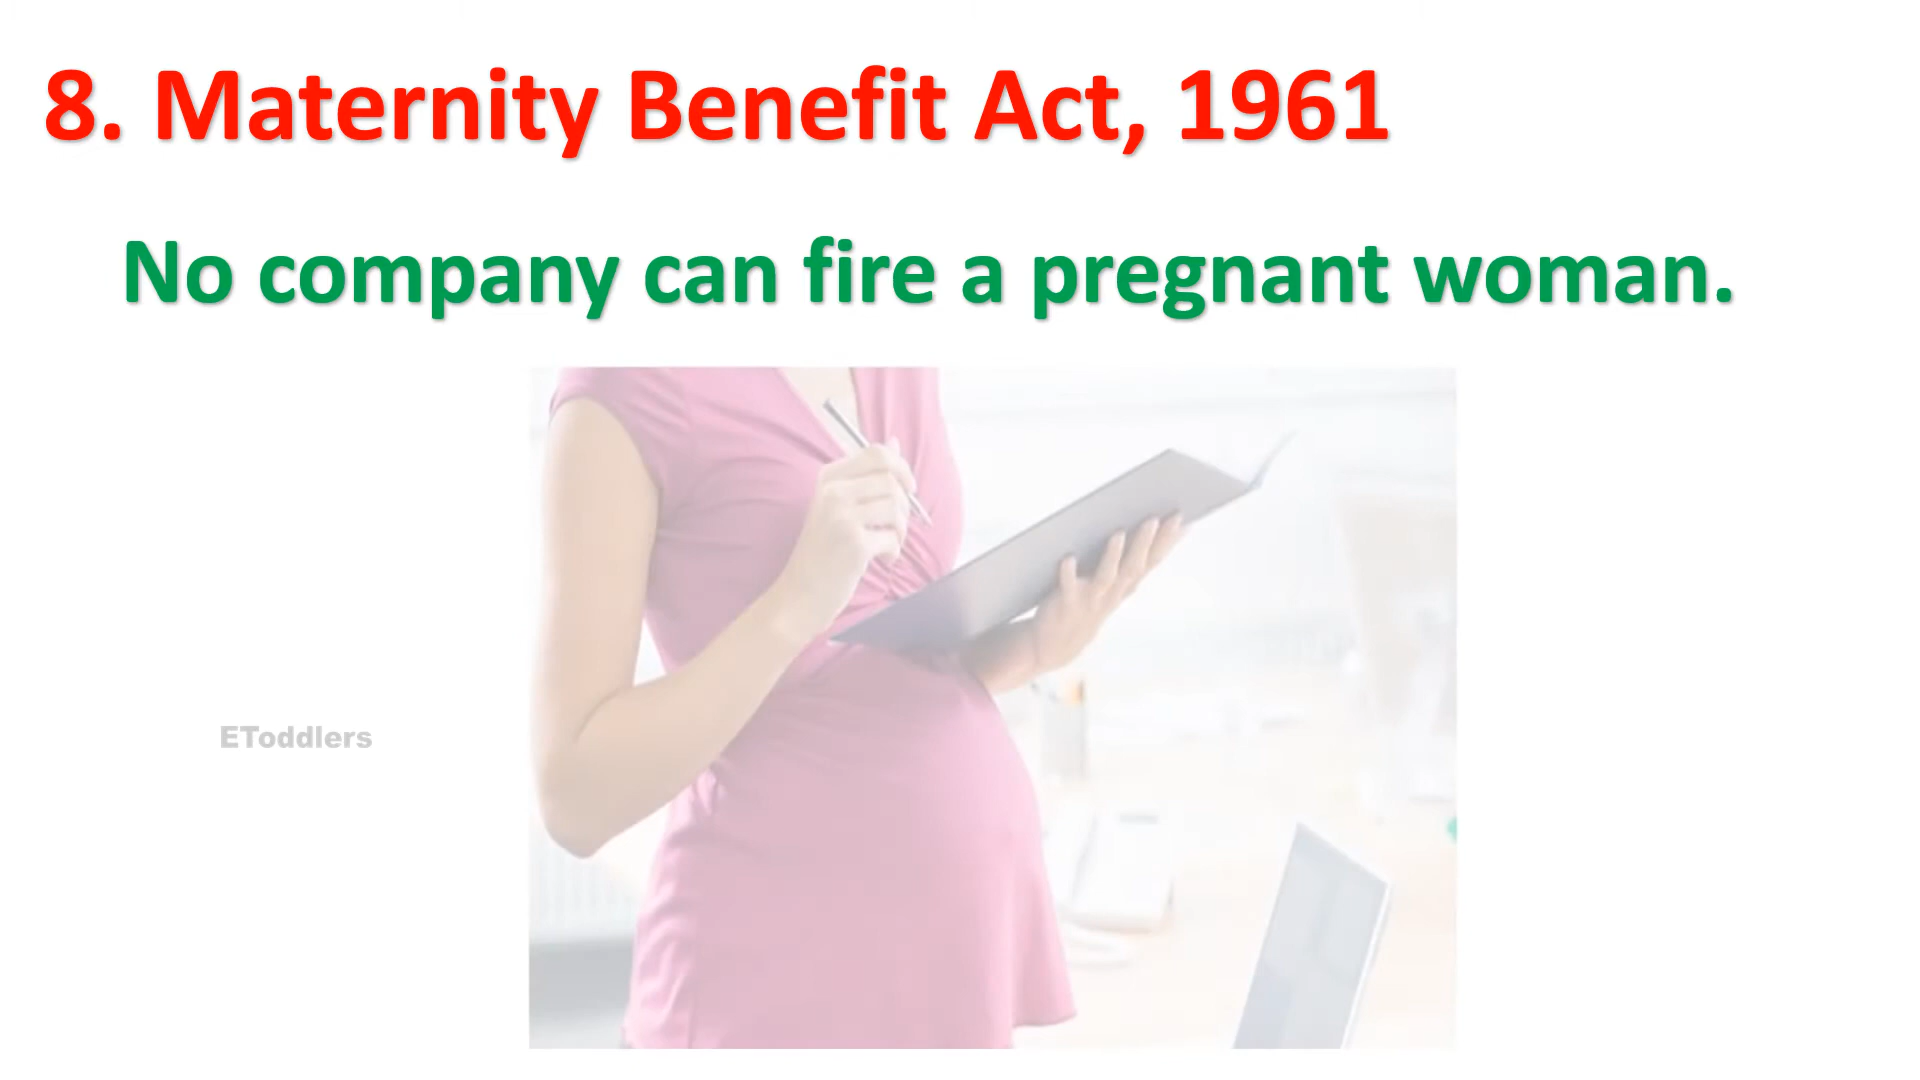 8. Maternity Benefit Act, 1961
No company can fire a pregnant woman.
EToddlers